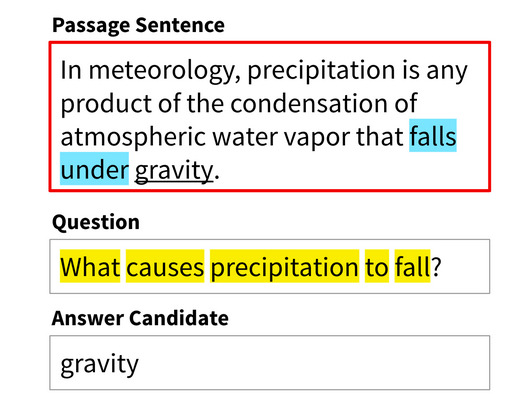 Passage Sentence
In meteorology, precipitation is any
product of the condensation of
atmospheric water vapor that falls
under gravity.
Question
What causes precipitation to fall?
Answer Candidate
gravity